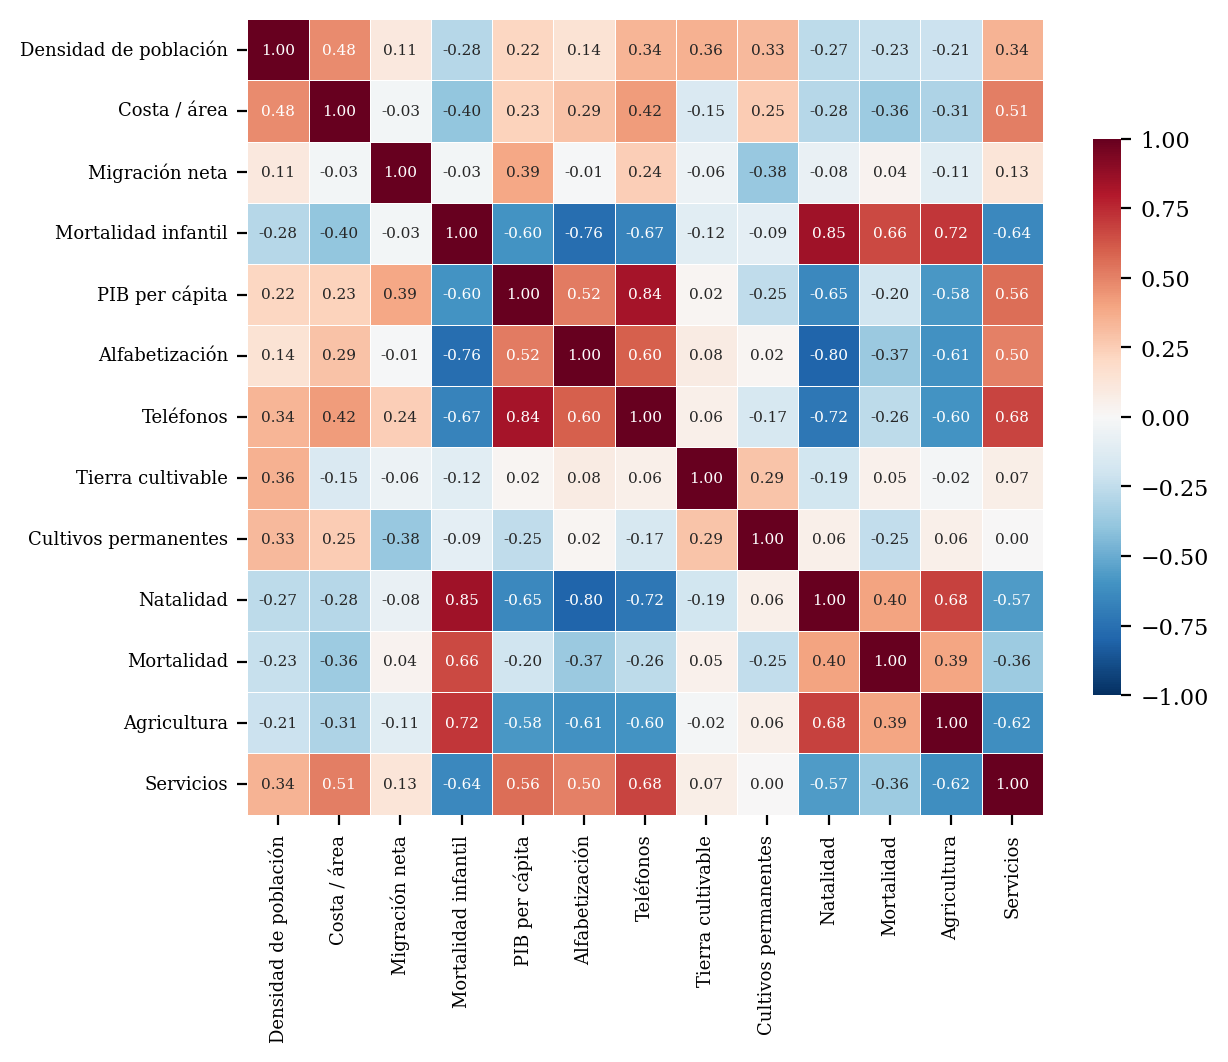 Densidad de población 1.00 0.48 0.11 -0.28 0.22 0.14 0.34 0.36 0.33 -0.27 -0.23 -0.21 0.34
Costa / área 0.48 1.00 -0.03 -0.40 0.23 0.29 0.42 -0.15 0.25 -0.28 -0.36 -0.31 0.51
Migración neta 0.11 -0.03 1.00 -0.03 0.39 -0.01 0.24 -0.06 -0.38 -0.08 0.04 -0.11 0.13
Mortalidad infantil -0.28 -0.40 -0.03 1.00 -0.60 -0.76 -0.67 -0.12 -0.09 0.85 0.66 0.72 -0.64
PIB per cápita 0.22 0.23 0.39 -0.60 1.00 0.52 0.84 0.02 -0.25 -0.65 -0.20 -0.58 0.56
Alfabetización 0.14 0.29 -0.01 -0.76 0.52 1.00 0.60 0.08 0.02 -0.80 -0.37 -0.61 0.50
Teléfonos 0.34 0.42 0.24 -0.67 0.84 0.60 1.00 0.06 -0.17 -0.72 -0.26 -0.60 0.68
Tierra cultivable 0.36 -0.15 -0.06 -0.12 0.02 0.08 0.06 1.00 0.29 -0.19 0.05 -0.02 0.07
Cultivos permanentes 0.33 0.25 -0.38 -0.09 -0.25 0.02 -0.17 0.29 1.00 0.06 -0.25 0.06 0.00
Natalidad -0.27 -0.28 -0.08 0.85 -0.65 -0.80 -0.72 -0.19 0.06 1.00 0.40 0.68 -0.57
Mortalidad -0.23 -0.36 0.04 0.66 -0.20 -0.37 -0.26 0.05 -0.25 0.40 1.00 0.39 -0.36
Agricultura -0.21 -0.31 -0.11 0.72 -0.58 -0.61 -0.60 -0.02 0.06 0.68 0.39 1.00 -0.62
Servicios 0.34 0.51 0.13 -0.64 0.56 0.50 0.68 0.07 0.00 -0.57 -0.36 -0.62 1.00
Densidad de población
Costa / área
Migración neta
Mortalidad infantil
PIB per cápita
Alfabetización
Teléfonos
Tierra cultivable
Cultivos permanentes
Natalidad
Mortalidad
Agricultura
Servicios
1.00
0.75
0.50
0.25
0.00
−0.25
−0.50
−0.75
−1.00